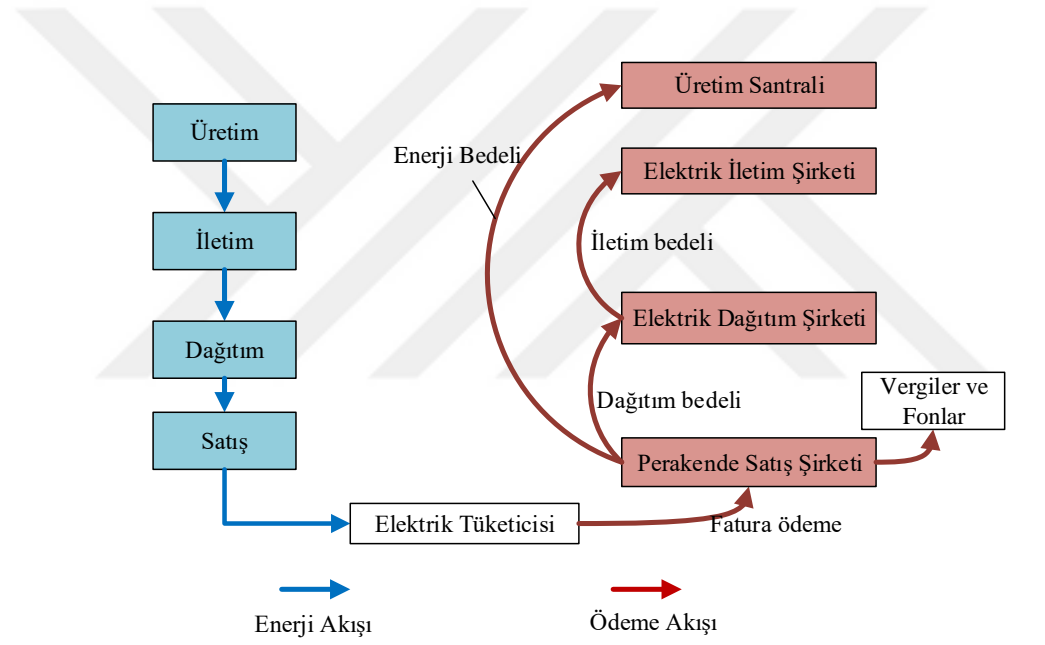 Üretim Santrali
Üretim
Enerji Bedeli
Elektrik İletim Şirketi
İletim
İletim bedeli
Elektrik Dağıtım Şirketi
Dağıtım
Vergiler ve
Fonlar
Dağıtım bedeli
Satış
Perakende Satış Şirketi
Elektrik Tüketicisi
Fatura ödeme
Enerji Akışı
Ödeme Akışı